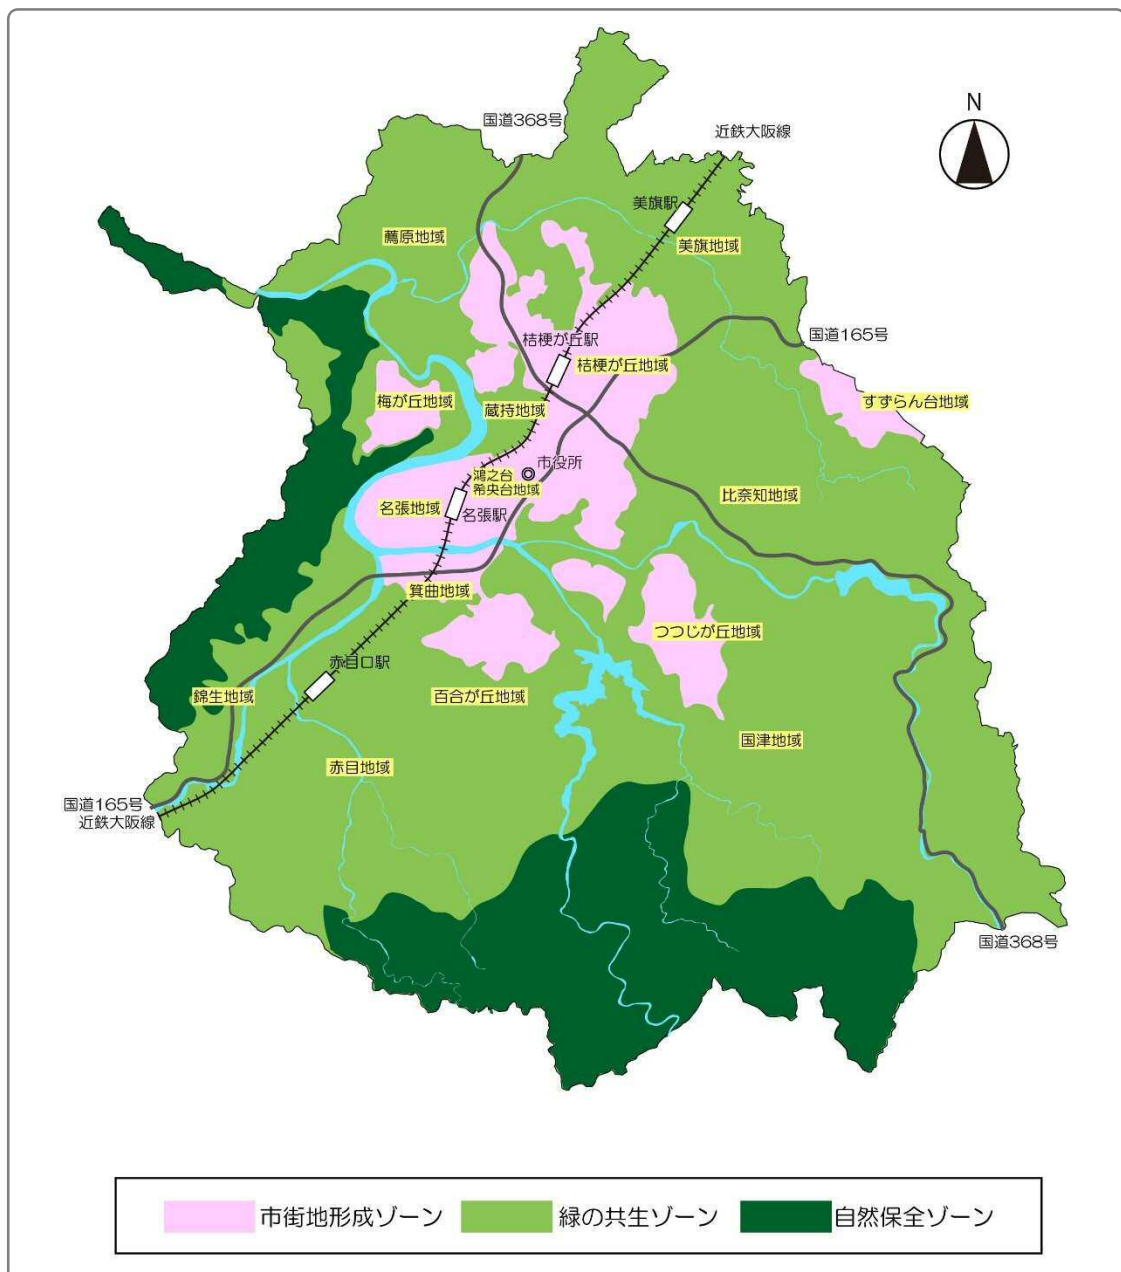 N
国道368号
近鉄大阪線
美旗駅
薦原地域
美旗地域
国道165号
桔梗が丘駅
桔梗が丘地域
すずらん台地域
梅が丘地域
蔵持地域
市役所
鴻之台
希央台地域
名張地域
名張駅
比奈知地域
箕曲地域
つつじが丘地域
赤目口駅
錦生地域
百合が丘地域
国津地域
赤目地域
国道165号
近鉄大阪線
国道368号
市街地形成ゾーン
緑の共生ゾーン
自然保全ゾーン